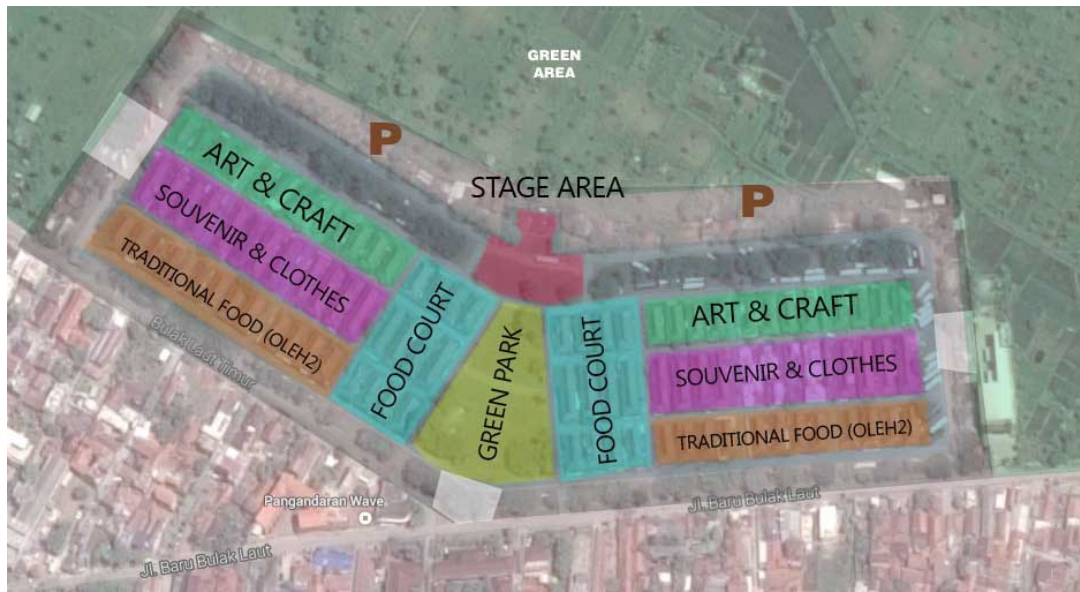 GREEN
AREA
P
STAGE AREA
P
ART & CRAFT
SOUVENIR & CLOTHES
TRADITIONAL FOOD (OLEH2)
FOOD COURT
GREEN PARK
FOOD COURT
ART & CRAFT
SOUVENIR & CLOTHES
TRADITIONAL FOOD (OLEH2)
Bulak Laut Timur
Pangandaran Wave
Jl. Baru Bulak Laut
Jl. Baru Bulak Laut